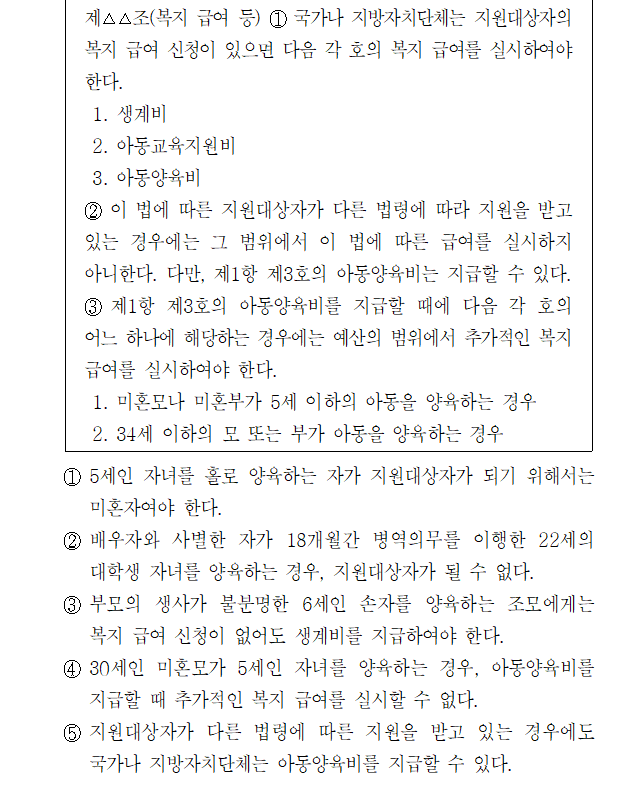 제△△조(복지 급여 등) ① 국가나 지방자치단체는 지원대상자의
복지 급여 신청이 있으면 다음 각 호의 복지 급여를 실시하여야
한다.
1. 생계비
2. 아동교육지원비
3. 아동양육비
② 이 법에 따른 지원대상자가 다른 법령에 따라 지원을 받고
있는 경우에는 그 범위에서 이 법에 따른 급여를 실시하지
아니한다. 다만, 제1항 제3호의 아동양육비는 지급할 수 있다.
③ 제1항 제3호의 아동양육비를 지급할 때에 다음 각 호의
어느 하나에 해당하는 경우에는 예산의 범위에서 추가적인 복지
급여를 실시하여야 한다.
1. 미혼모나 미혼부가 5세 이하의 아동을 양육하는 경우
2. 34세 이하의 모 또는 부가 아동을 양육하는 경우
① 5세인 자녀를 홀로 양육하는 자가 지원대상자가 되기 위해서는
미혼자여야 한다.
② 배우자와 사별한 자가 18개월간 병역의무를 이행한 22세의
대학생 자녀를 양육하는 경우, 지원대상자가 될 수 없다.
③ 부모의 생사가 불분명한 6세인 손자를 양육하는 조모에게는
복지 급여 신청이 없어도 생계비를 지급하여야 한다.
④ 30세인 미혼모가 5세인 자녀를 양육하는 경우, 아동양육비를
지급할 때 추가적인 복지 급여를 실시할 수 없다.
⑤ 지원대상자가 다른 법령에 따른 지원을 받고 있는 경우에도
국가나 지방자치단체는 아동양육비를 지급할 수 있다.